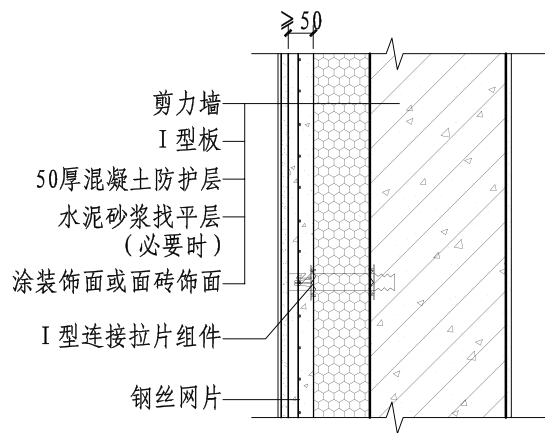 ≥50
剪力墙
I型板
50厚混凝土防护层
水泥砂浆找平层
(必要时)
涂装饰面或面砖饰面
I型连接拉片组件
钢丝网片